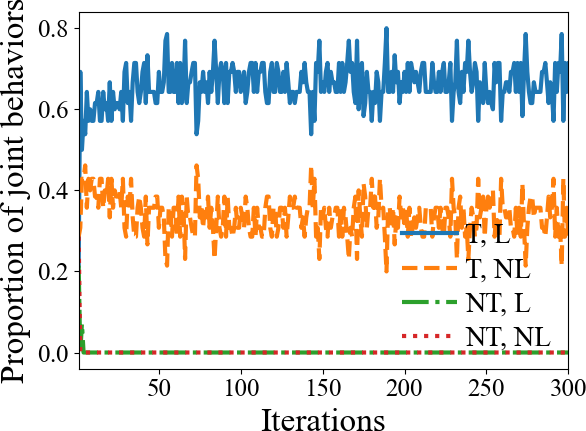 Proportion of joint behaviors
0.8
0.6
0.4
0.2
0.0
T, L
T, NL
NT, L
NT, NL
50
100
150
200
250
300
Iterations